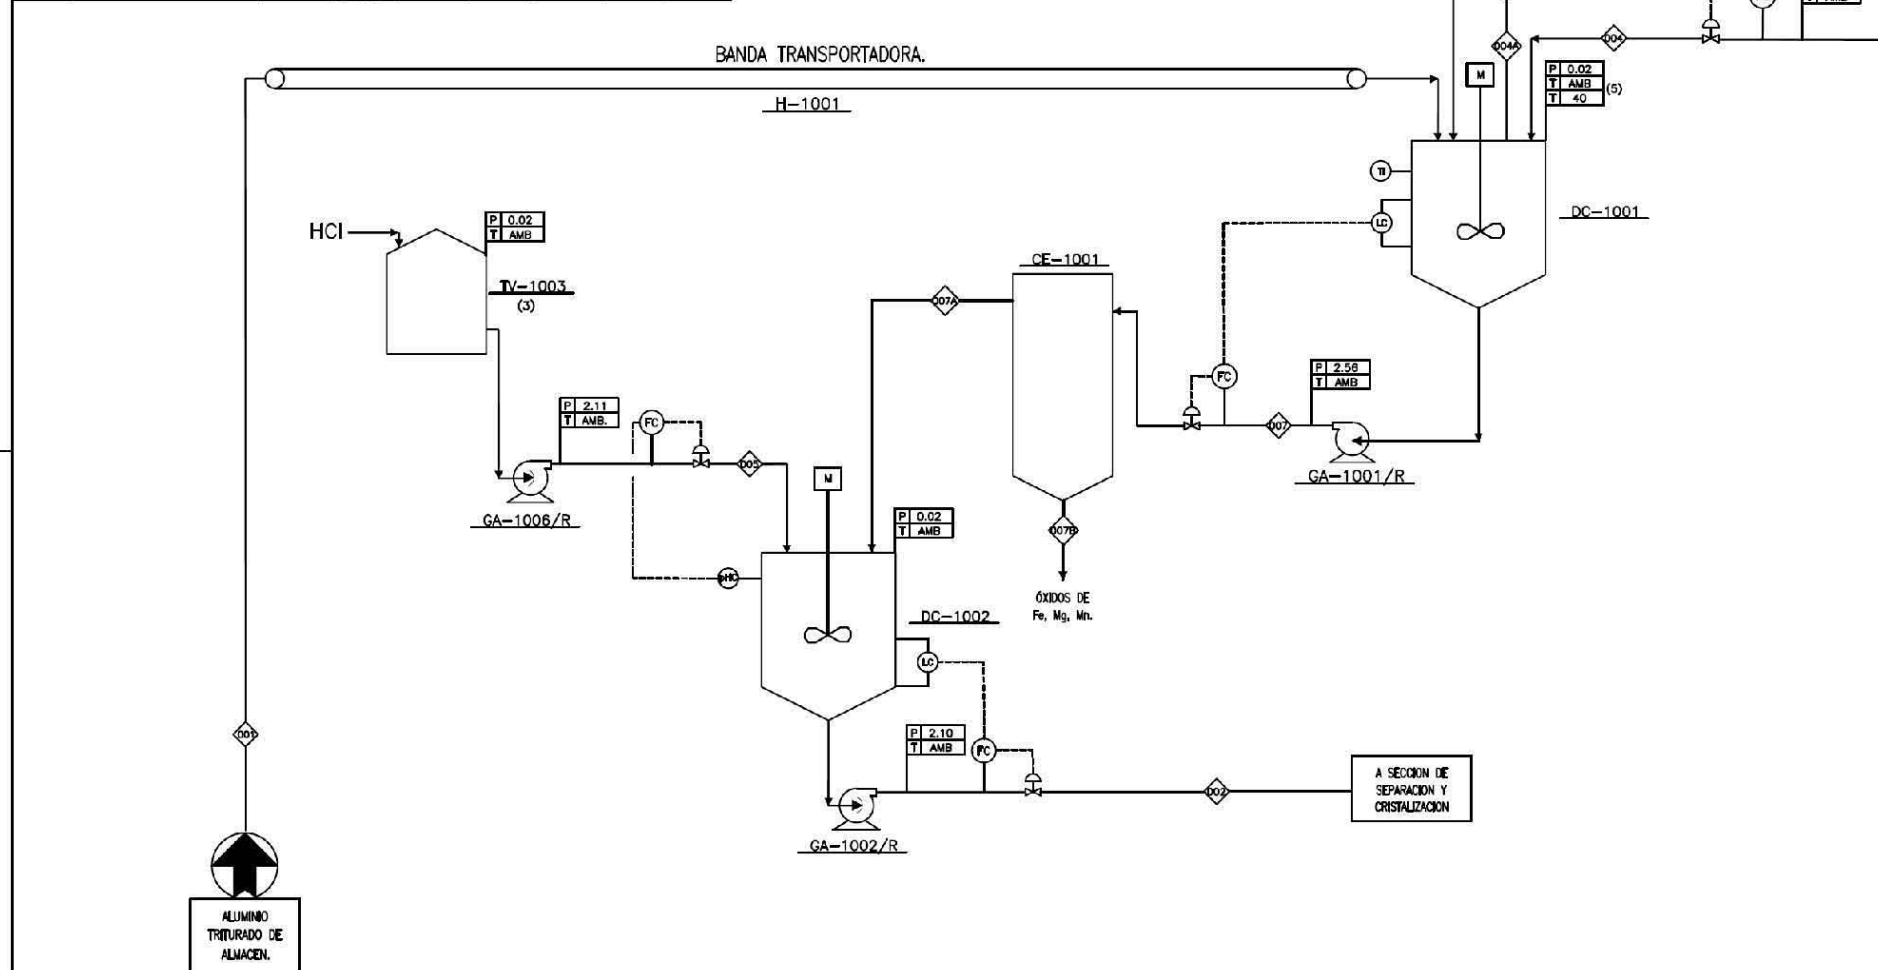 BANDA TRANSPORTADORA.
H-1001
004A
004
M
P 0.02
T AMB
T 40
(5)
TI
LC
DC-1001
HCl
P 0.02
T AMB
TV-1003
(3)
CE-1001
007A
FC
P 2.56
T AMB
007
GA-1001/R
P 2.11
T AMB.
FC
005
GA-1006/R
M
P 0.02
T AMB
007B
ÓXIDOS DE
Fe, Mg, Mn.
pHC
DC-1002
LC
P 2.10
T AMB
FC
002
GA-1002/R
A SECCION DE
SEPARACION Y
CRISTALIZACION
001
ALUMINIO
TRITURADO DE
ALMACEN.